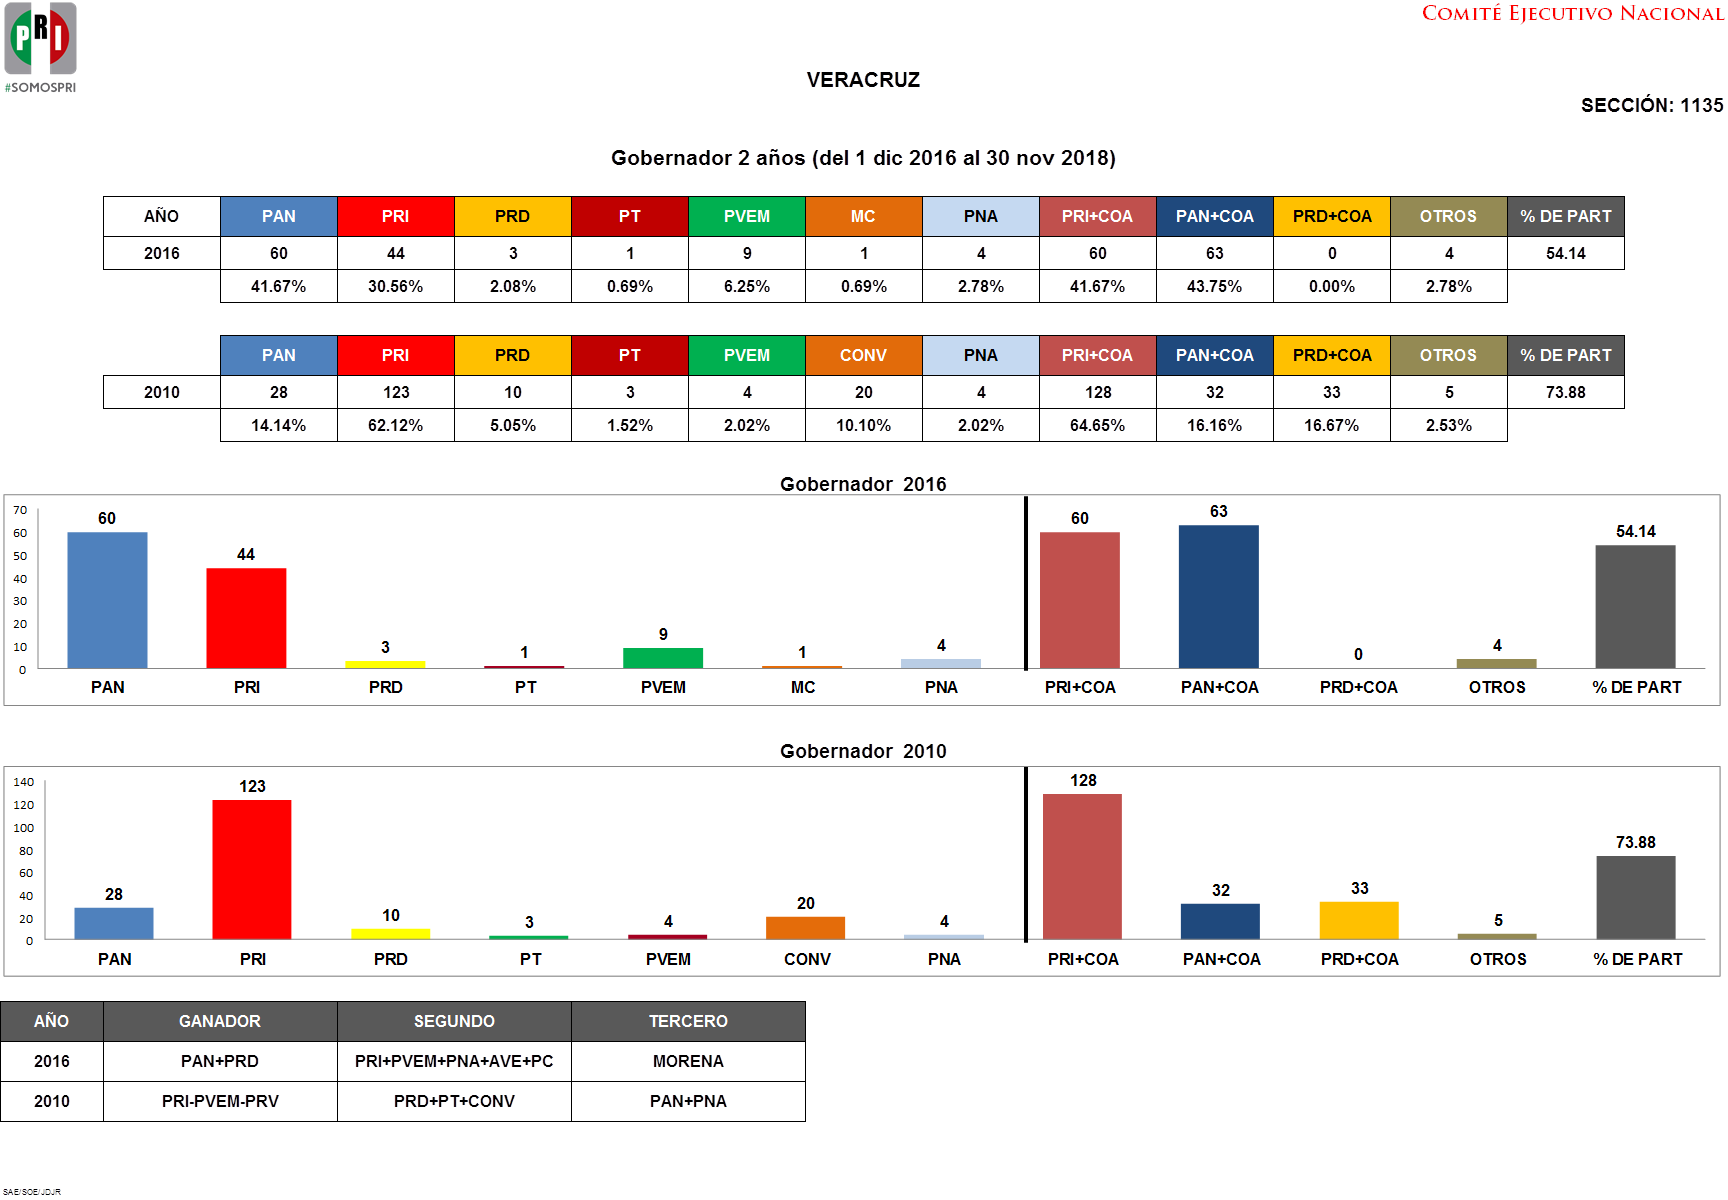 PRI
#SOMOSPRI
COMITÉ EJECUTIVO NACIONAL
VERACRUZ
SECCIÓN: 1135
Gobernador 2 años (del 1 dic 2016 al 30 nov 2018)
AÑO PAN PRI PRD PT PVEM MC PNA PRI+COA PAN+COA PRD+COA OTROS % DE PART
2016 60 44 3 1 9 1 4 60 63 0 4 54.14
41.67% 30.56% 2.08% 0.69% 6.25% 0.69% 2.78% 41.67% 43.75% 0.00% 2.78%
PAN PRI PRD PT PVEM CONV PNA PRI+COA PAN+COA PRD+COA OTROS % DE PART
2010 28 123 10 3 4 20 4 128 32 33 5 73.88
14.14% 62.12% 5.05% 1.52% 2.02% 10.10% 2.02% 64.65% 16.16% 16.67% 2.53%
Gobernador 2016
70
60
50
40
30
20
10
0
60 44 3 1 9 1 4 60 63 0 4 54.14
PAN PRI PRD PT PVEM MC PNA PRI+COA PAN+COA PRD+COA OTROS % DE PART
Gobernador 2010
140
120
100
80
60
40
20
0
28 123 10 3 4 20 4 128 32 33 5 73.88
PAN PRI PRD PT PVEM CONV PNA PRI+COA PAN+COA PRD+COA OTROS % DE PART
AÑO GANADOR SEGUNDO TERCERO
2016 PAN+PRD PRI+PVEM+PNA+AVE+PC MORENA
2010 PRI-PVEM-PRV PRD+PT+CONV PAN+PNA
SAE/SOE/JDJR